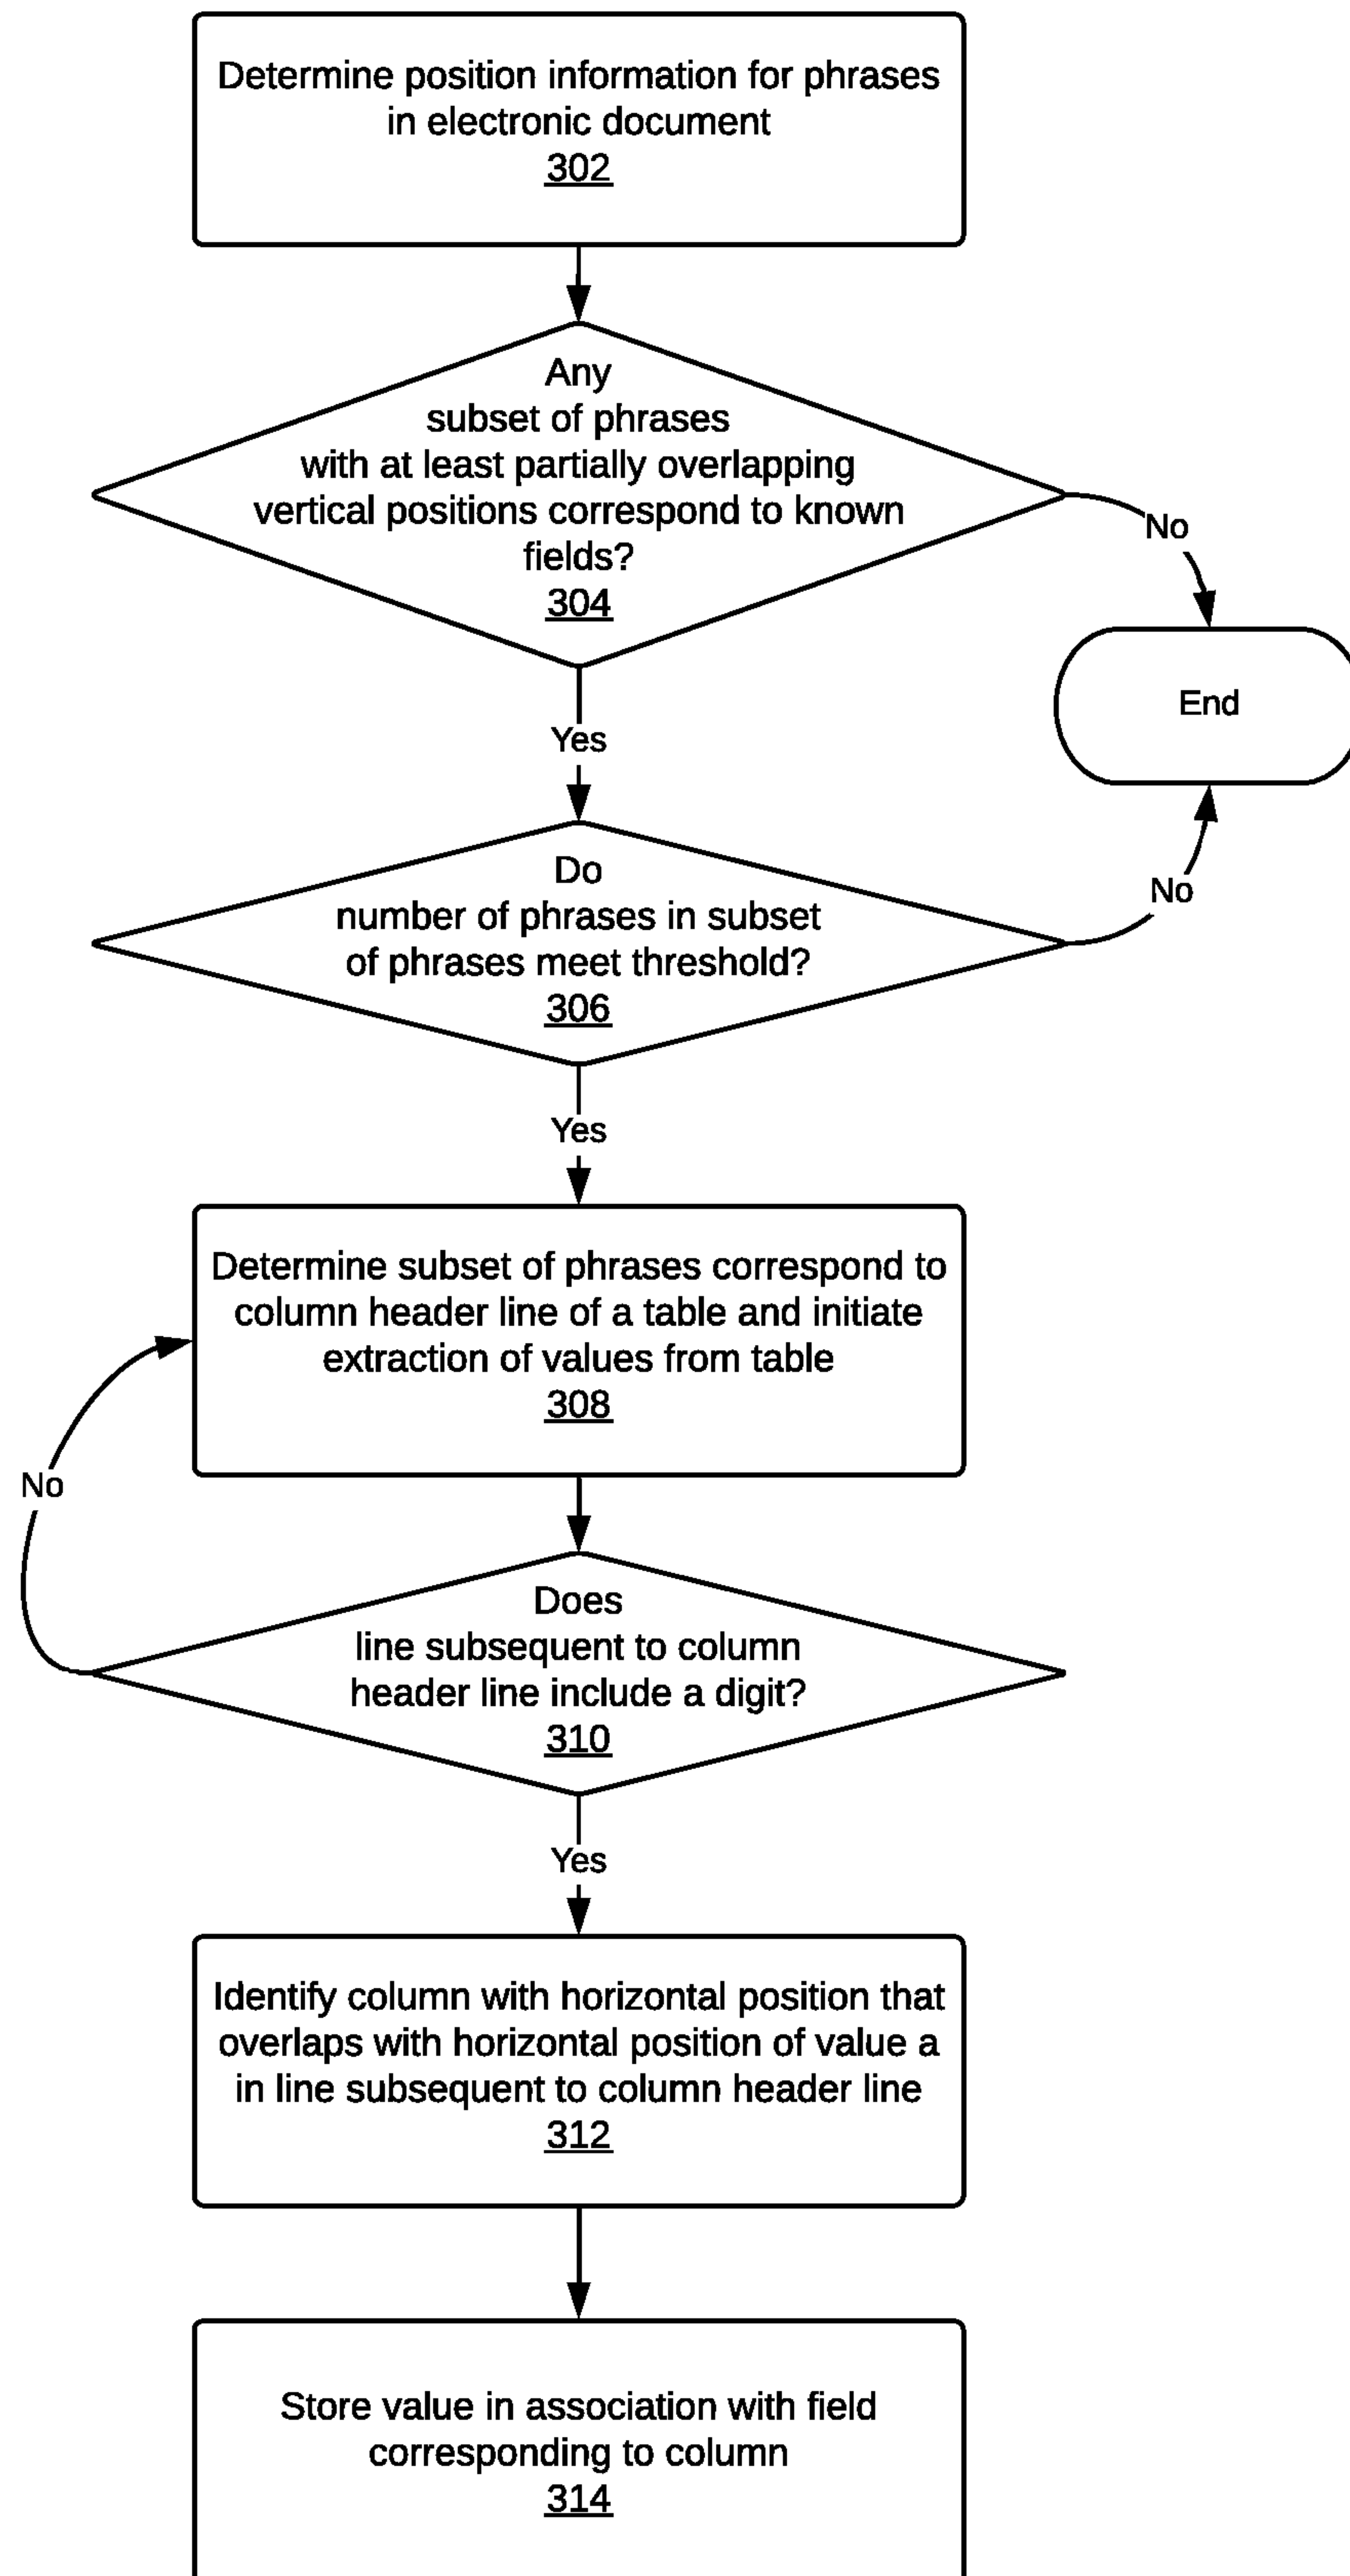 Determine position information for phrases
in electronic document
302
Any
subset of phrases
with at least partially overlapping
vertical positions correspond to known
fields?
304
No
End
Yes
Do
number of phrases in subset
of phrases meet threshold?
306
No
Yes
Determine subset of phrases correspond to
column header line of a table and initiate
extraction of values from table
308
No
Does
line subsequent to column
header line include a digit?
310
Yes
Identify column with horizontal position that
overlaps with horizontal position of value a
in line subsequent to column header line
312
Store value in association with field
corresponding to column
314